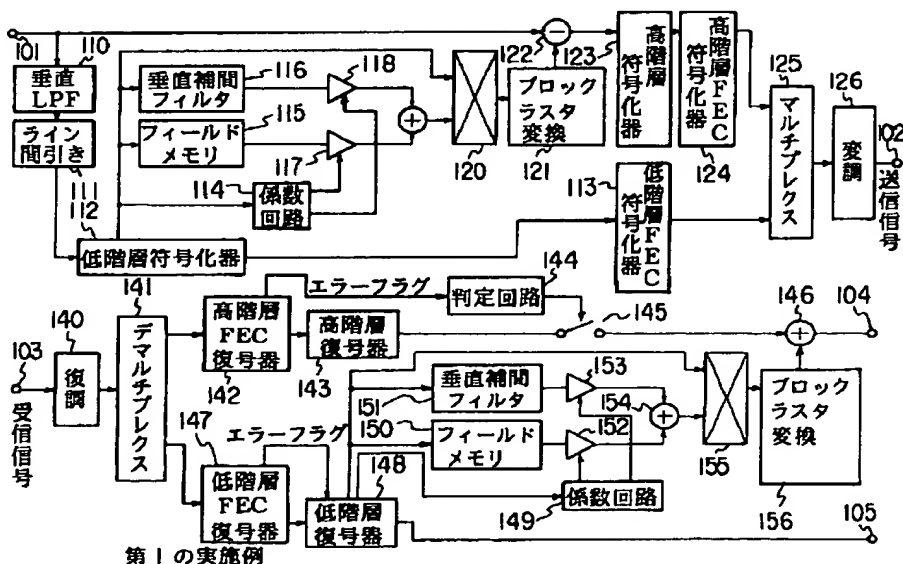 101
110
垂直
LPF
ライン
間引き
111
112
低階層符号化器
垂直補間
フィルタ
116
118
フィールド
メモリ
115
117
114
係数
回路
120
ブロック
ラスタ
変換
121
122
123
高階層
符号化器
高階層FEC
符号化器
124
125
マルチプレクス
126
変調
102
送信信号
113
低階層FEC
符号化器
103
受信信号
140
復調
141
デマルチプレクス
エラーフラグ
144
判定回路
高階層
FEC
復号器
142
高階層
復号器
143
145
146
104
垂直補間
フィルタ
151
153
154
150
フィールド
メモリ
152
155
ブロック
ラスタ
変換
156
147
エラーフラグ
低階層
FEC
復号器
148
低階層
復号器
149
係数回路
105
第1の実施例